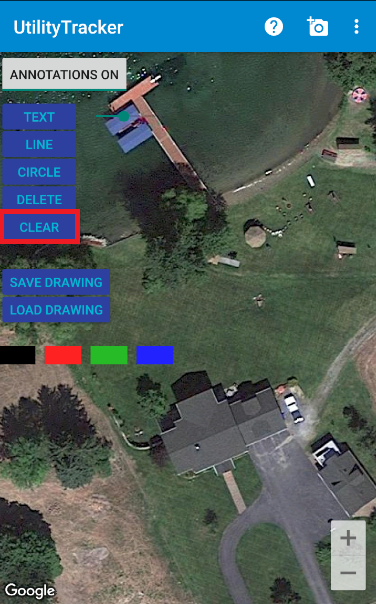 UtilityTracker
ANNOTATIONS ON
TEXT
LINE
CIRCLE
DELETE
CLEAR
SAVE DRAWING
LOAD DRAWING
Google